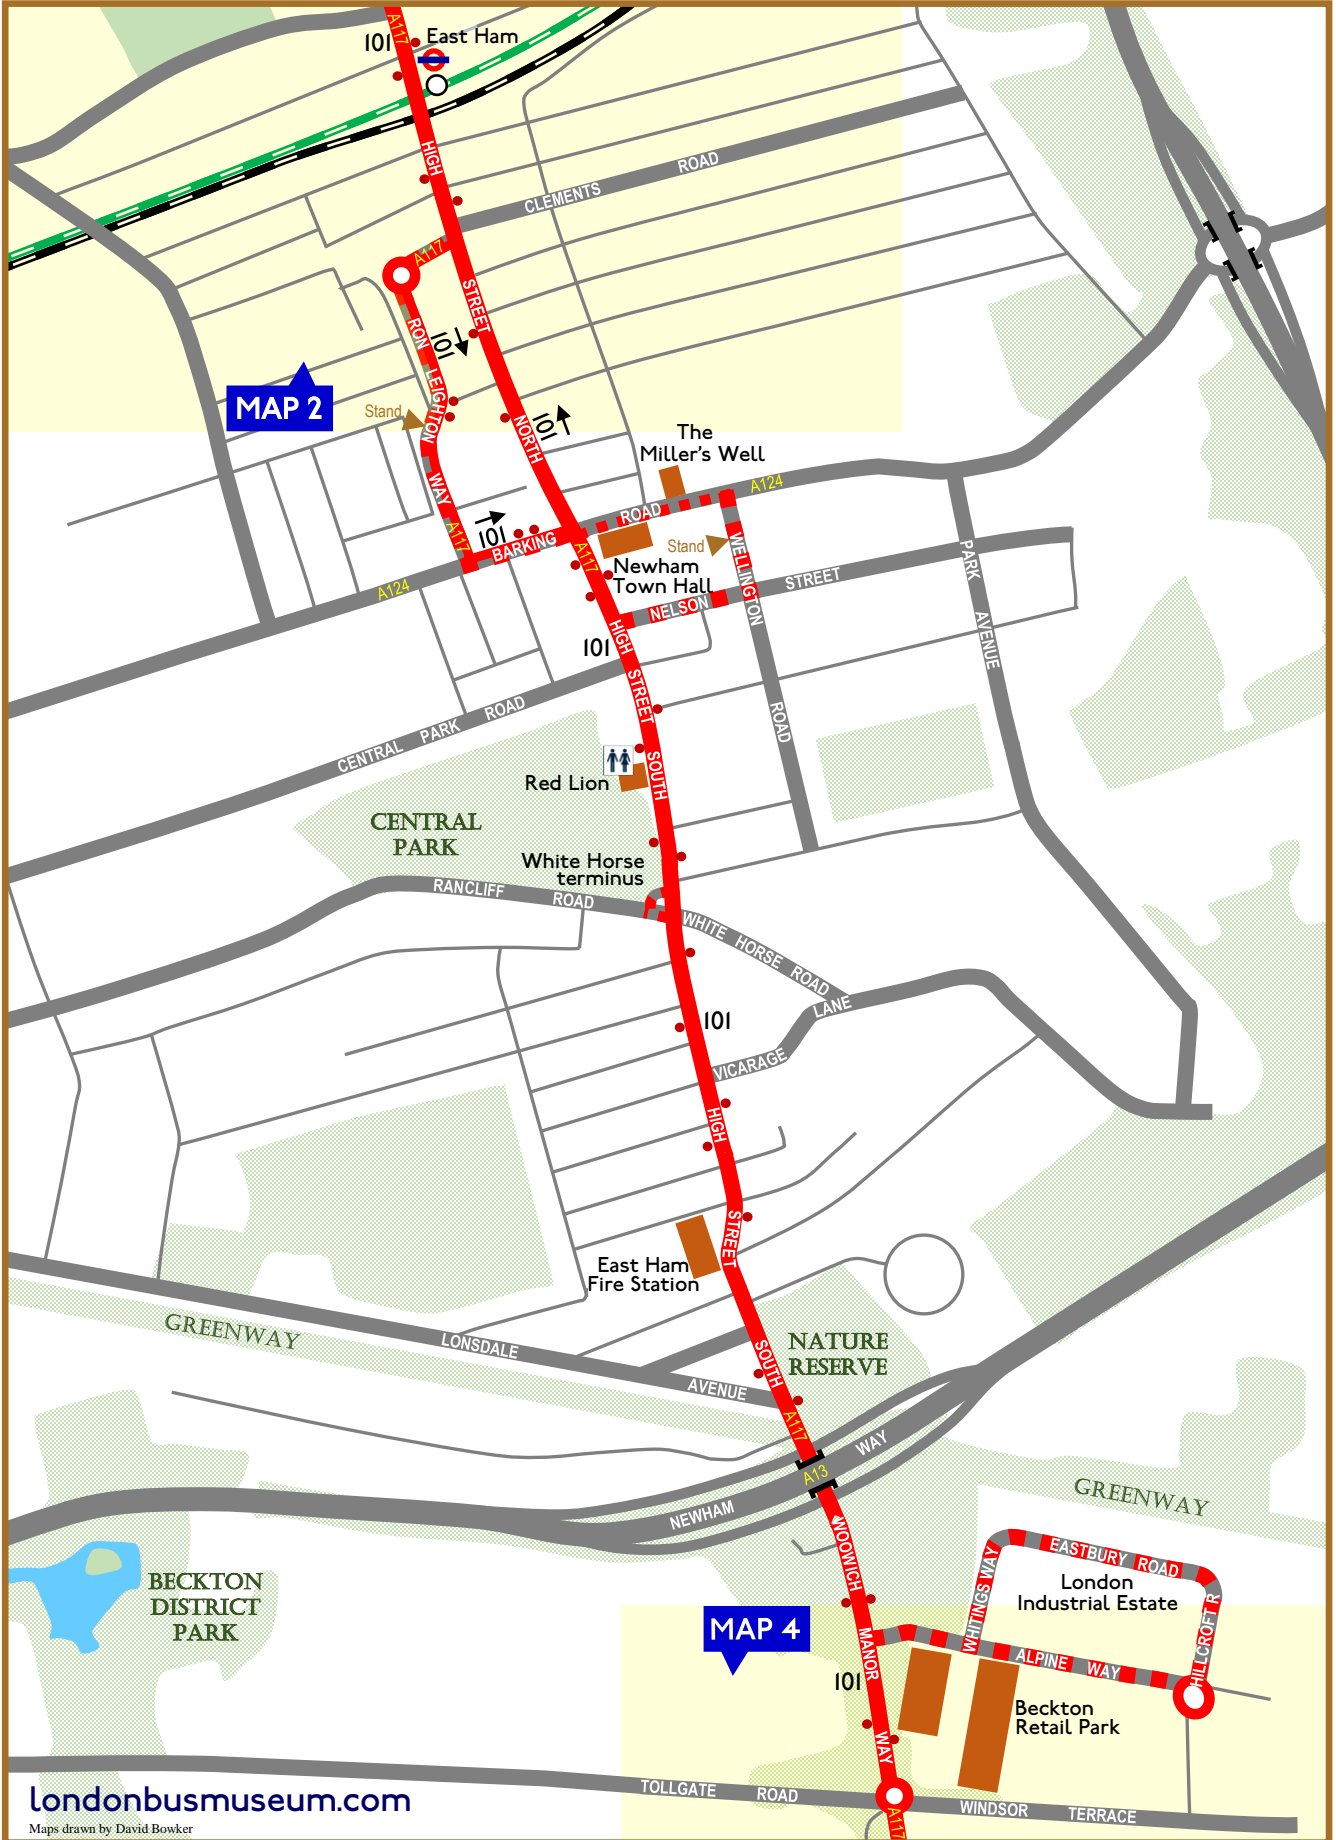 A117
101
East Ham
HIGH
CLEMENTS ROAD
A117
STREET
RON LEIGHTON WAY
101
MAP 2
Stand
NORTH
101
The
Miller's Well
A124
ROAD
BARKING
101
A117
A117
Stand
Newham
Town Hall
WELLINGTON
ROAD
NELSON STREET
PARK AVENUE
A124
101
HIGH STREET SOUTH
CENTRAL PARK ROAD
Red Lion
CENTRAL
PARK
White Horse
terminus
RANCLIFF ROAD
WHITE HORSE ROAD
101
VICARAGE LANE
HIGH
STREET
East Ham
Fire Station
GREENWAY
LONSDALE AVENUE
NATURE
RESERVE
SOUTH
A117
A13
NEWHAM WAY
GREENWAY
WOOWICH MANOR WAY
BECKTON
DISTRICT
PARK
WHITINGS WAY
EASTBURY ROAD
London
Industrial Estate
HILLCROFT R
MAP 4
ALPINE WAY
101
Beckton
Retail Park
TOLLGATE ROAD
WINDSOR TERRACE
A117
londonbusmuseum.com
Maps drawn by David Bowker